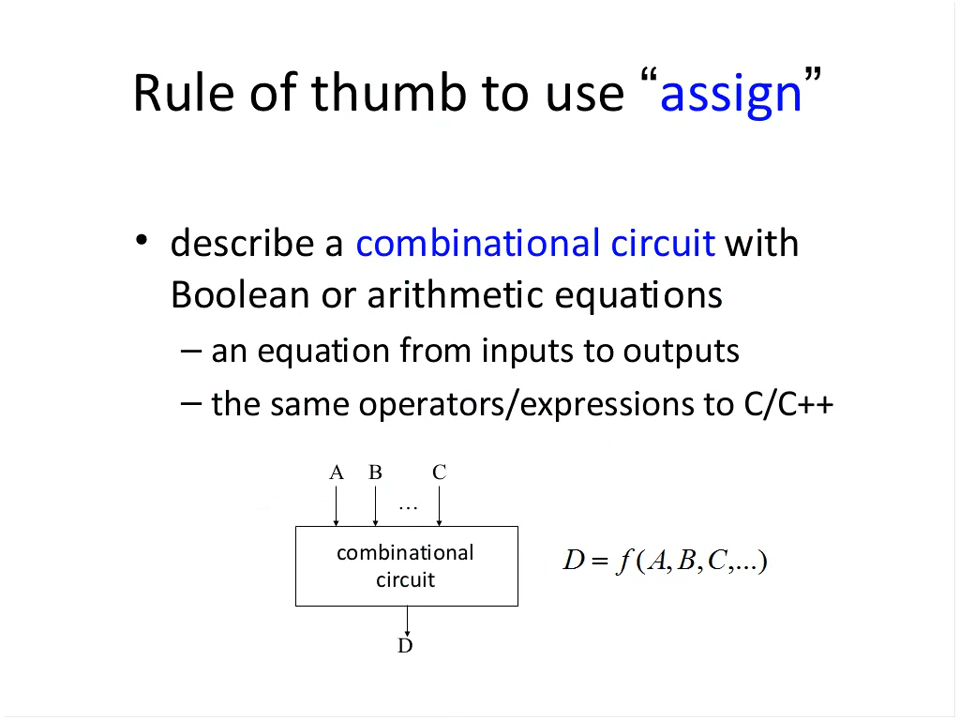 Rule of thumb to use “assign”
• describe a combinational circuit with
Boolean or arithmetic equations
– an equation from inputs to outputs
– the same operators/expressions to C/C++
A B … C
combinational
circuit
D = f(A,B,C,...)
D